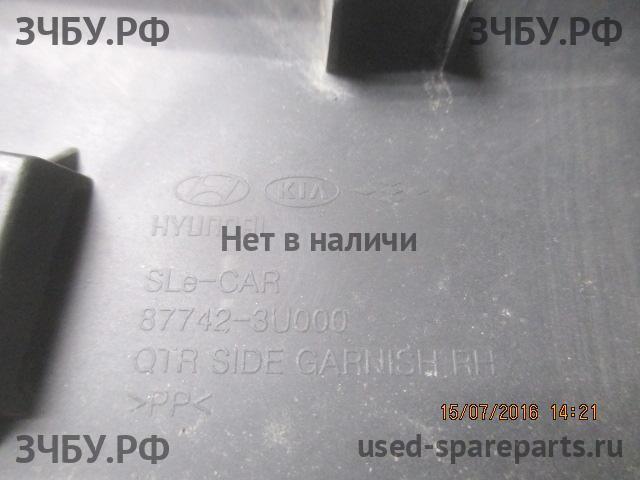 ЗЧБУ.РФ
ЗЧБУ.РФ
KIA
Нет в наличи
SLe-CAR
87742-3U000
QTR SIDE GARNISH RH
>PP<
15/07/2016 14:21
ЗЧБУ.РФ
used-spareparts.ru